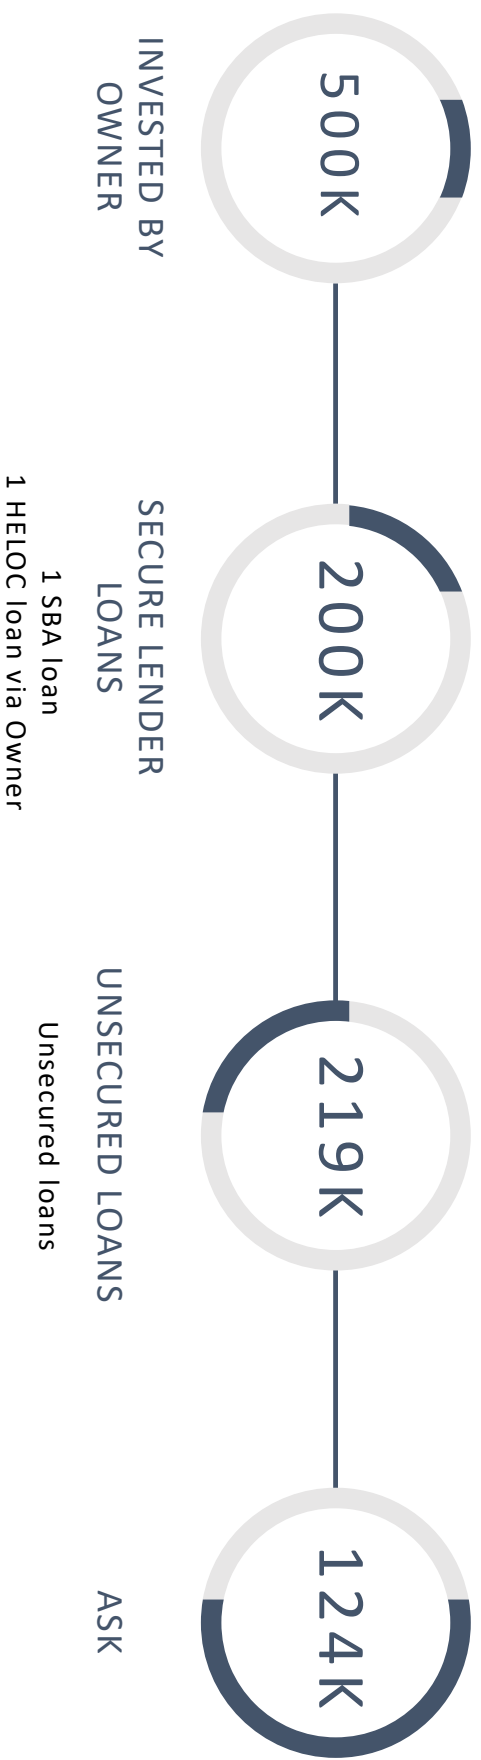 500K
INVESTED BY
OWNER
200K
SECURE LENDER
LOANS
1 SBA loan
1 HELOC loan via Owner
219K
UNSECURED LOANS
Unsecured loans
124K
ASK